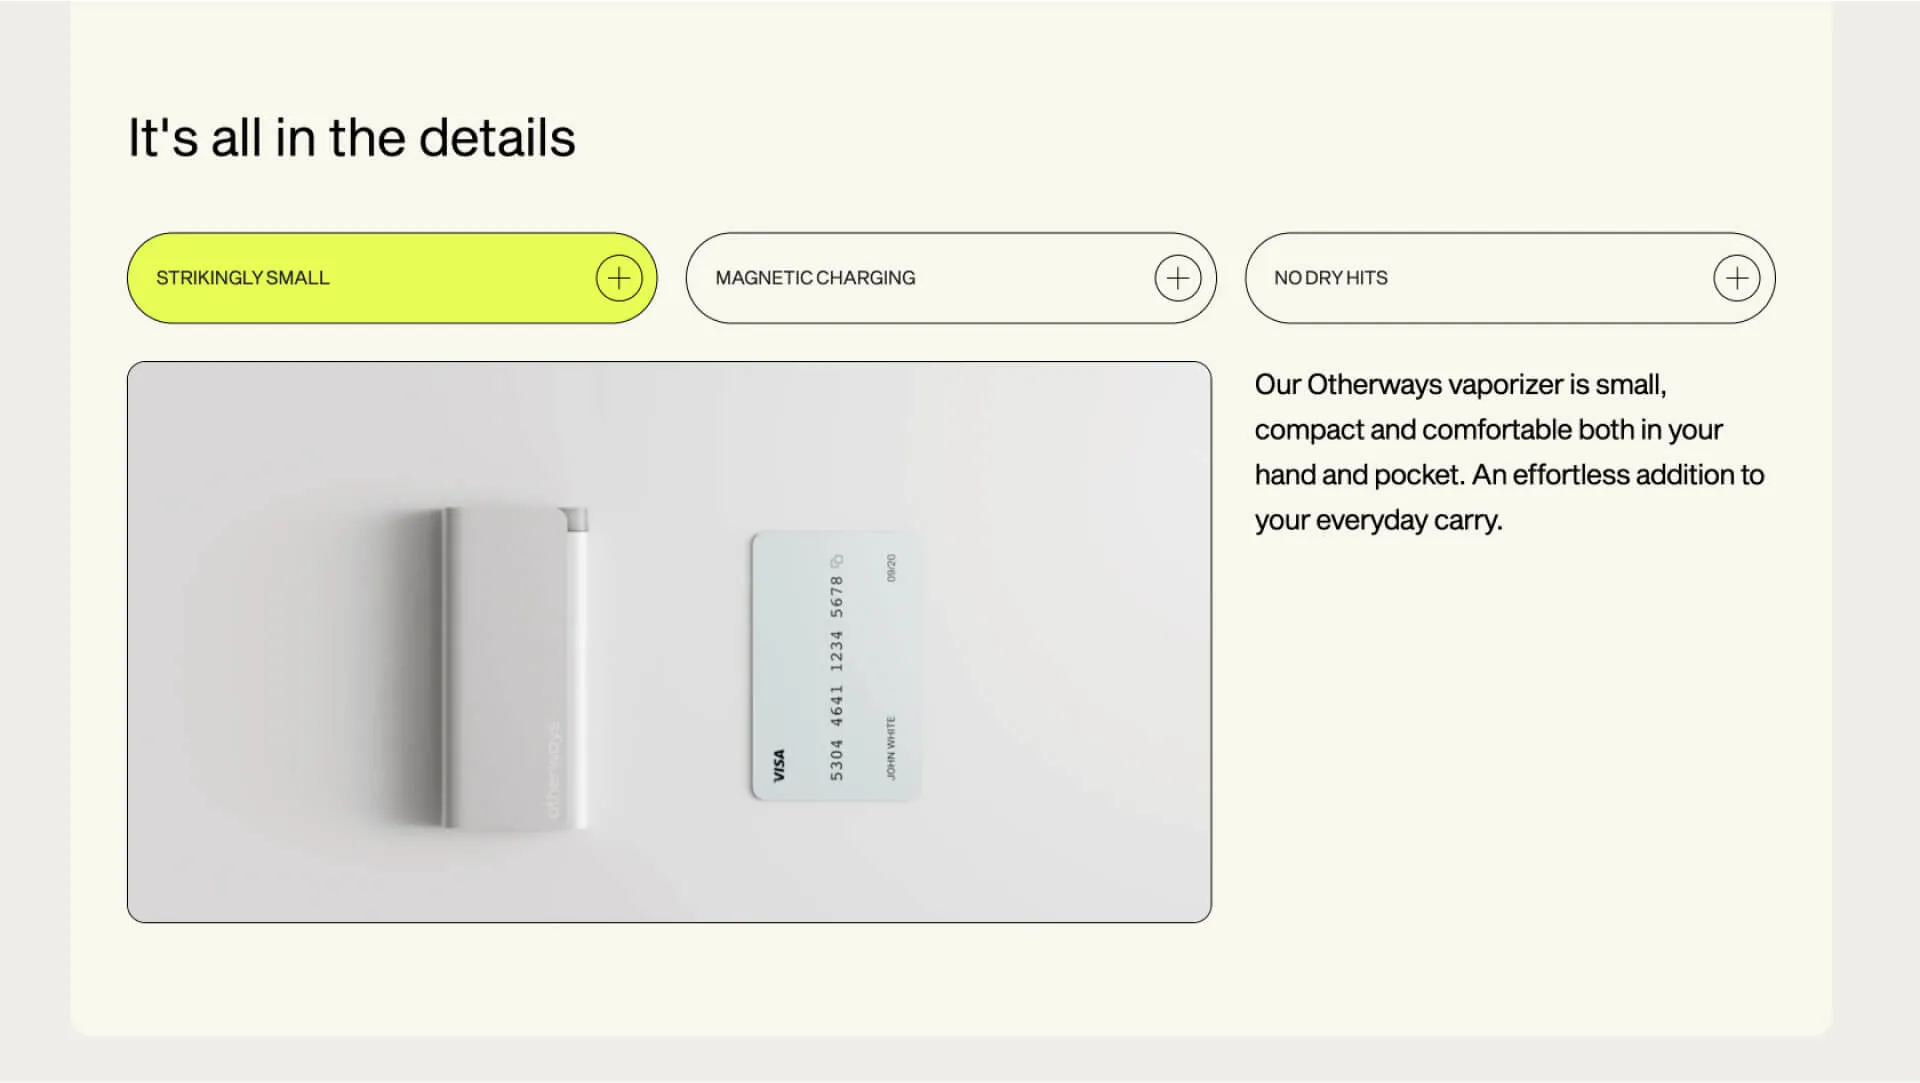 It's all in the details
STRIKINGLY SMALL
MAGNETIC CHARGING
NO DRY HITS
Our Otherways vaporizer is small,
compact and comfortable both in your
hand and pocket. An effortless addition to
your everyday carry.
otherways
VISA
5304 4641 1234 5678
JOHN WHITE
09/20